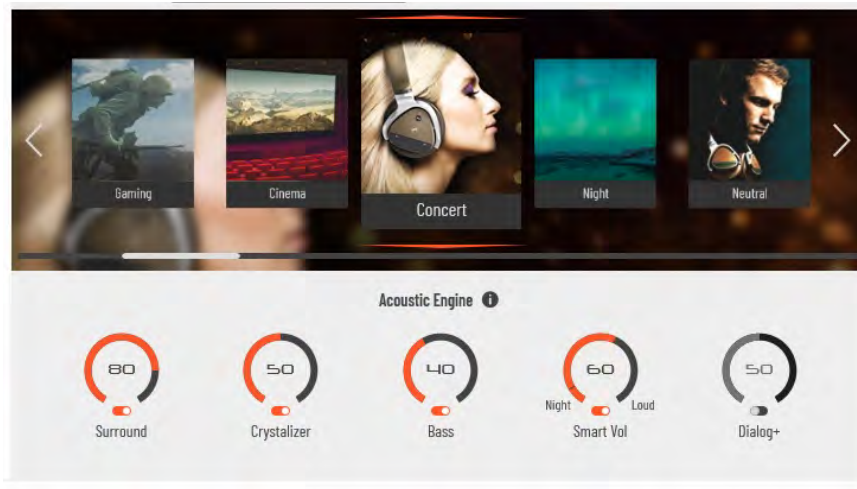 Gaming
Cinema
Concert
Night
Neutral
Acoustic Engine
80
50
40
60
50
Night
Loud
Surround
Crystalizer
Bass
Smart Vol
Dialog+